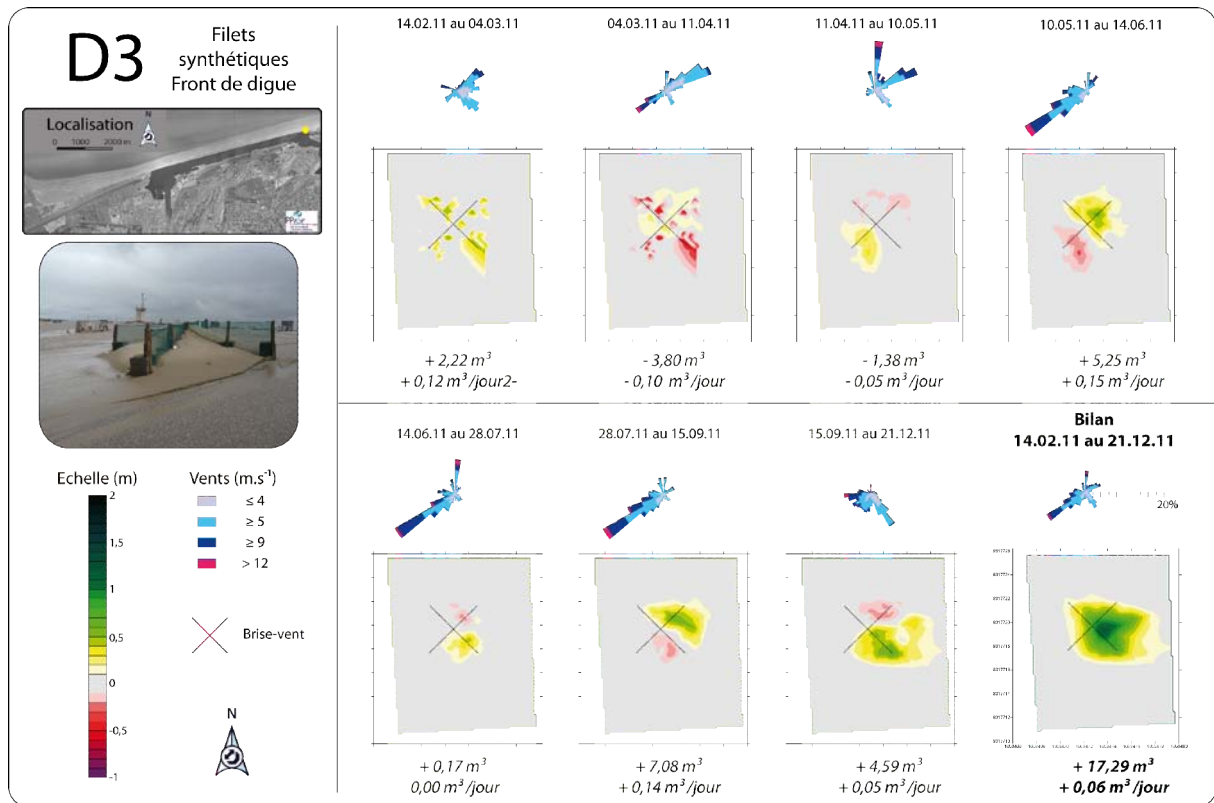 D3
Filets
synthétiques
Front de digue
Localisation
N
0 1000 2000 m
Echelle (m)
2
1,5
1
0,5
0
-0,5
-1
Vents (m.s⁻¹)
≤ 4
≥ 5
≥ 9
> 12
Brise-vent
N
14.02.11 au 04.03.11
+ 2,22 m³
+ 0,12 m³/jour2-
04.03.11 au 11.04.11
- 3,80 m³
- 0,10 m³/jour
11.04.11 au 10.05.11
- 1,38 m³
- 0,05 m³/jour
10.05.11 au 14.06.11
+ 5,25 m³
+ 0,15 m³/jour
14.06.11 au 28.07.11
+ 0,17 m³
0,00 m³/jour
28.07.11 au 15.09.11
+ 7,08 m³
+ 0,14 m³/jour
15.09.11 au 21.12.11
+ 4,59 m³
+ 0,05 m³/jour
Bilan
14.02.11 au 21.12.11
20%
+ 17,29 m³
+ 0,06 m³/jour